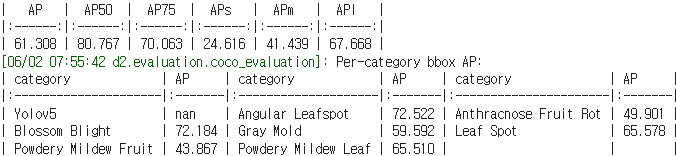 |   AP   |  AP50  |  AP75  |  APs   |  APm   |  APl   |
|:------:|:------:|:------:|:------:|:------:|:------:|
| 61.308 | 80.767 | 70.063 | 24.616 | 41.439 | 67.668 |
[06/02 07:55:42 d2.evaluation.coco_evaluation]: Per-category bbox AP:
| category             | AP     | category            | AP     | category              | AP     |
|:---------------------|:-------|:--------------------|:-------|:----------------------|:-------|
| Yolov5               | nan    | Angular Leafspot    | 72.522 | Anthracnose Fruit Rot | 49.901 |
| Blossom Blight       | 72.184 | Gray Mold           | 59.592 | Leaf Spot             | 65.578 |
| Powdery Mildew Fruit | 43.867 | Powdery Mildew Leaf | 65.510 |                       |        |